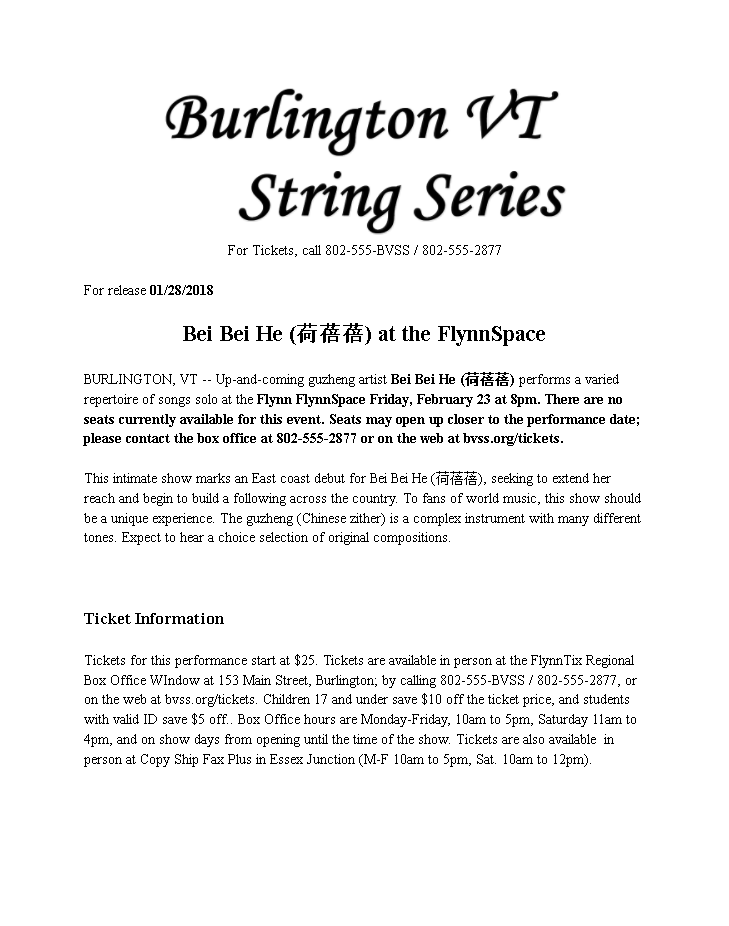 Burlington VT
String Series
For Tickets, call 802-555-BVSS / 802-555-2877
For release 01/28/2018
Bei Bei He (荷蓓蓓) at the FlynnSpace
BURLINGTON, VT -- Up-and-coming guzheng artist Bei Bei He (荷蓓蓓) performs a varied
repertoire of songs solo at the Flynn FlynnSpace Friday, February 23 at 8pm. There are no
seats currently available for this event. Seats may open up closer to the performance date;
please contact the box office at 802-555-2877 or on the web at bvss.org/tickets.
This intimate show marks an East coast debut for Bei Bei He (荷蓓蓓), seeking to extend her
reach and begin to build a following across the country. To fans of world music, this show should
be a unique experience. The guzheng (Chinese zither) is a complex instrument with many different
tones. Expect to hear a choice selection of original compositions.
Ticket Information
Tickets for this performance start at $25. Tickets are available in person at the FlynnTix Regional
Box Office WIndow at 153 Main Street, Burlington; by calling 802-555-BVSS / 802-555-2877, or
on the web at bvss.org/tickets. Children 17 and under save $10 off the ticket price, and students
with valid ID save $5 off.. Box Office hours are Monday-Friday, 10am to 5pm, Saturday 11am to
4pm, and on show days from opening until the time of the show. Tickets are also available  in
person at Copy Ship Fax Plus in Essex Junction (M-F 10am to 5pm, Sat. 10am to 12pm).